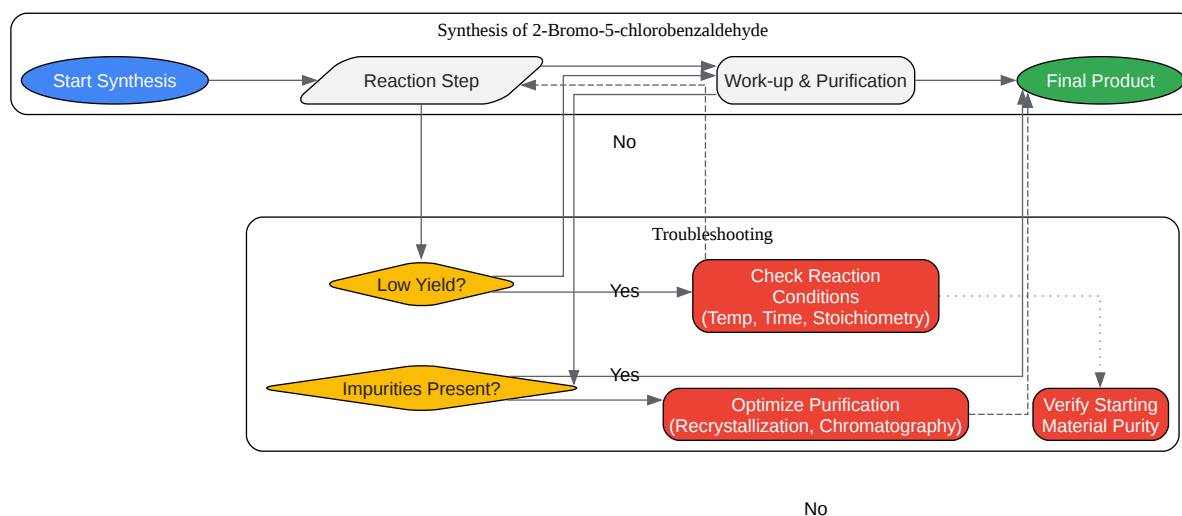 Synthesis of 2-Bromo-5-chlorobenzaldehyde
Start Synthesis
Reaction Step
Work-up & Purification
Final Product
No
Troubleshooting
Low Yield?
Yes
Check Reaction
Conditions
(Temp, Time, Stoichiometry)
Impurities Present?
Yes
Optimize Purification
(Recrystallization, Chromatography)
Verify Starting
Material Purity
No